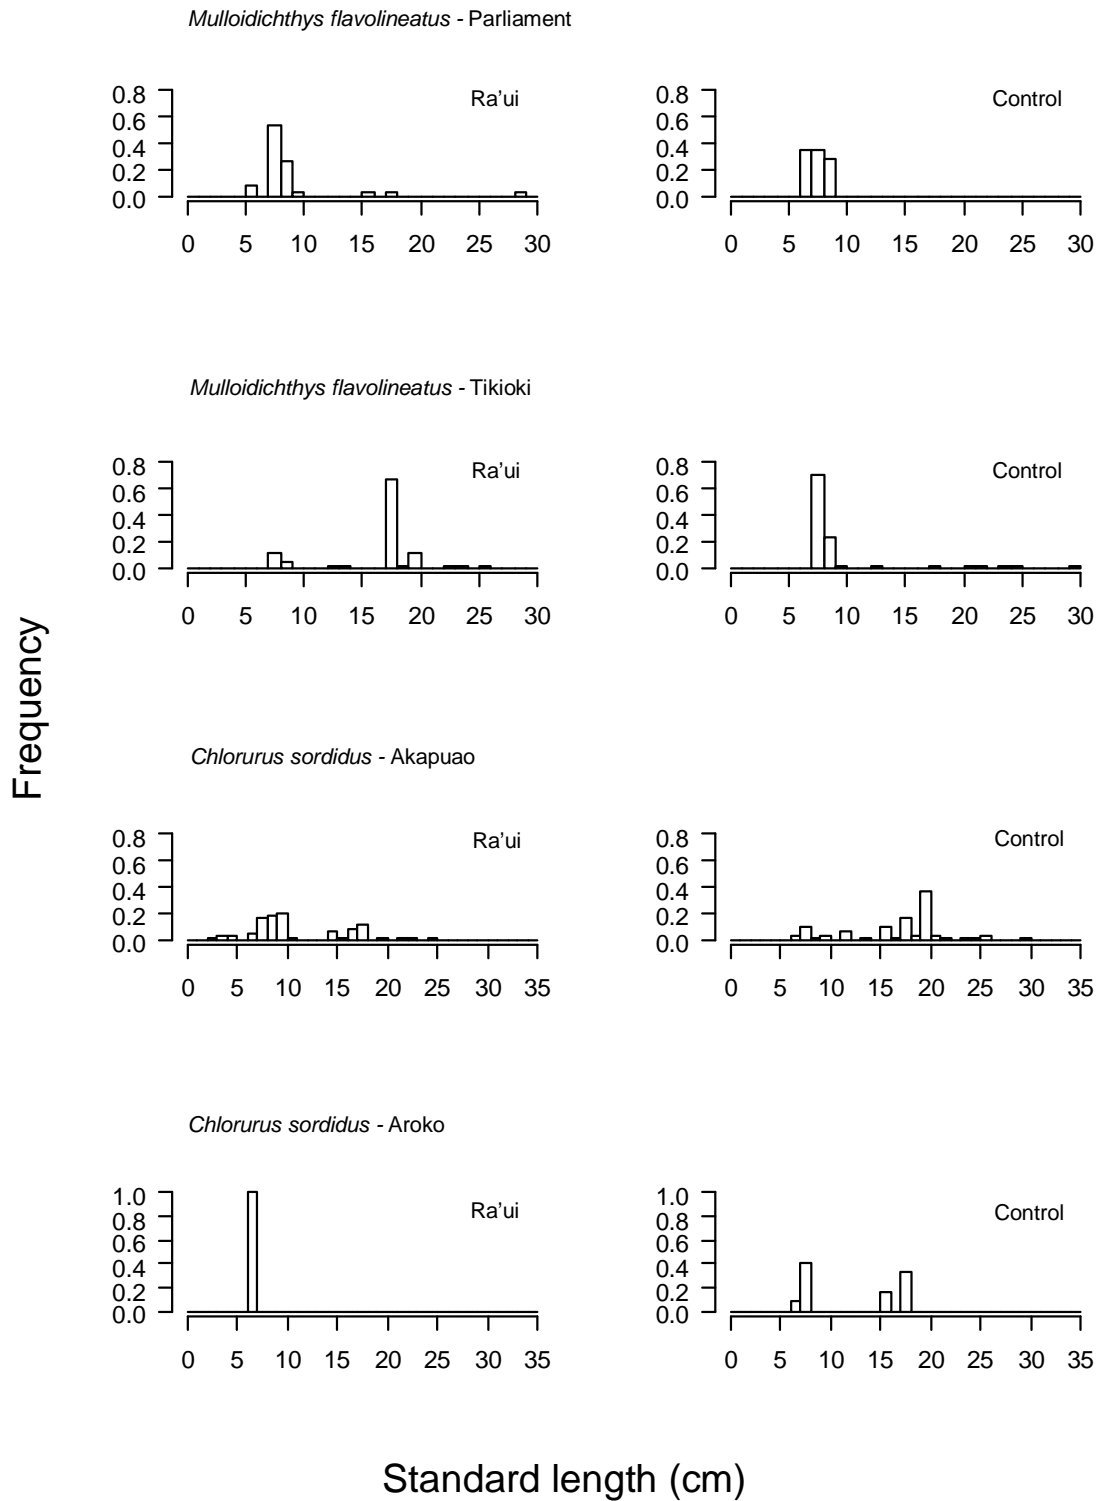 Mulloidichthys flavolineatus - Parliament
Ra'ui
Control
0.8
0.6
0.4
0.2
0.0
0 5 10 15 20 25 30
0.8
0.6
0.4
0.2
0.0
0 5 10 15 20 25 30
Mulloidichthys flavolineatus - Tikioki
Ra'ui
Control
0.8
0.6
0.4
0.2
0.0
0 5 10 15 20 25 30
0.8
0.6
0.4
0.2
0.0
0 5 10 15 20 25 30
Frequency
Chlorurus sordidus - Akapuao
Ra'ui
Control
0.8
0.6
0.4
0.2
0.0
0 5 10 15 20 25 30 35
0.8
0.6
0.4
0.2
0.0
0 5 10 15 20 25 30 35
Chlorurus sordidus - Aroko
Ra'ui
Control
1.0
0.8
0.6
0.4
0.2
0.0
0 5 10 15 20 25 30 35
1.0
0.8
0.6
0.4
0.2
0.0
0 5 10 15 20 25 30 35
Standard length (cm)